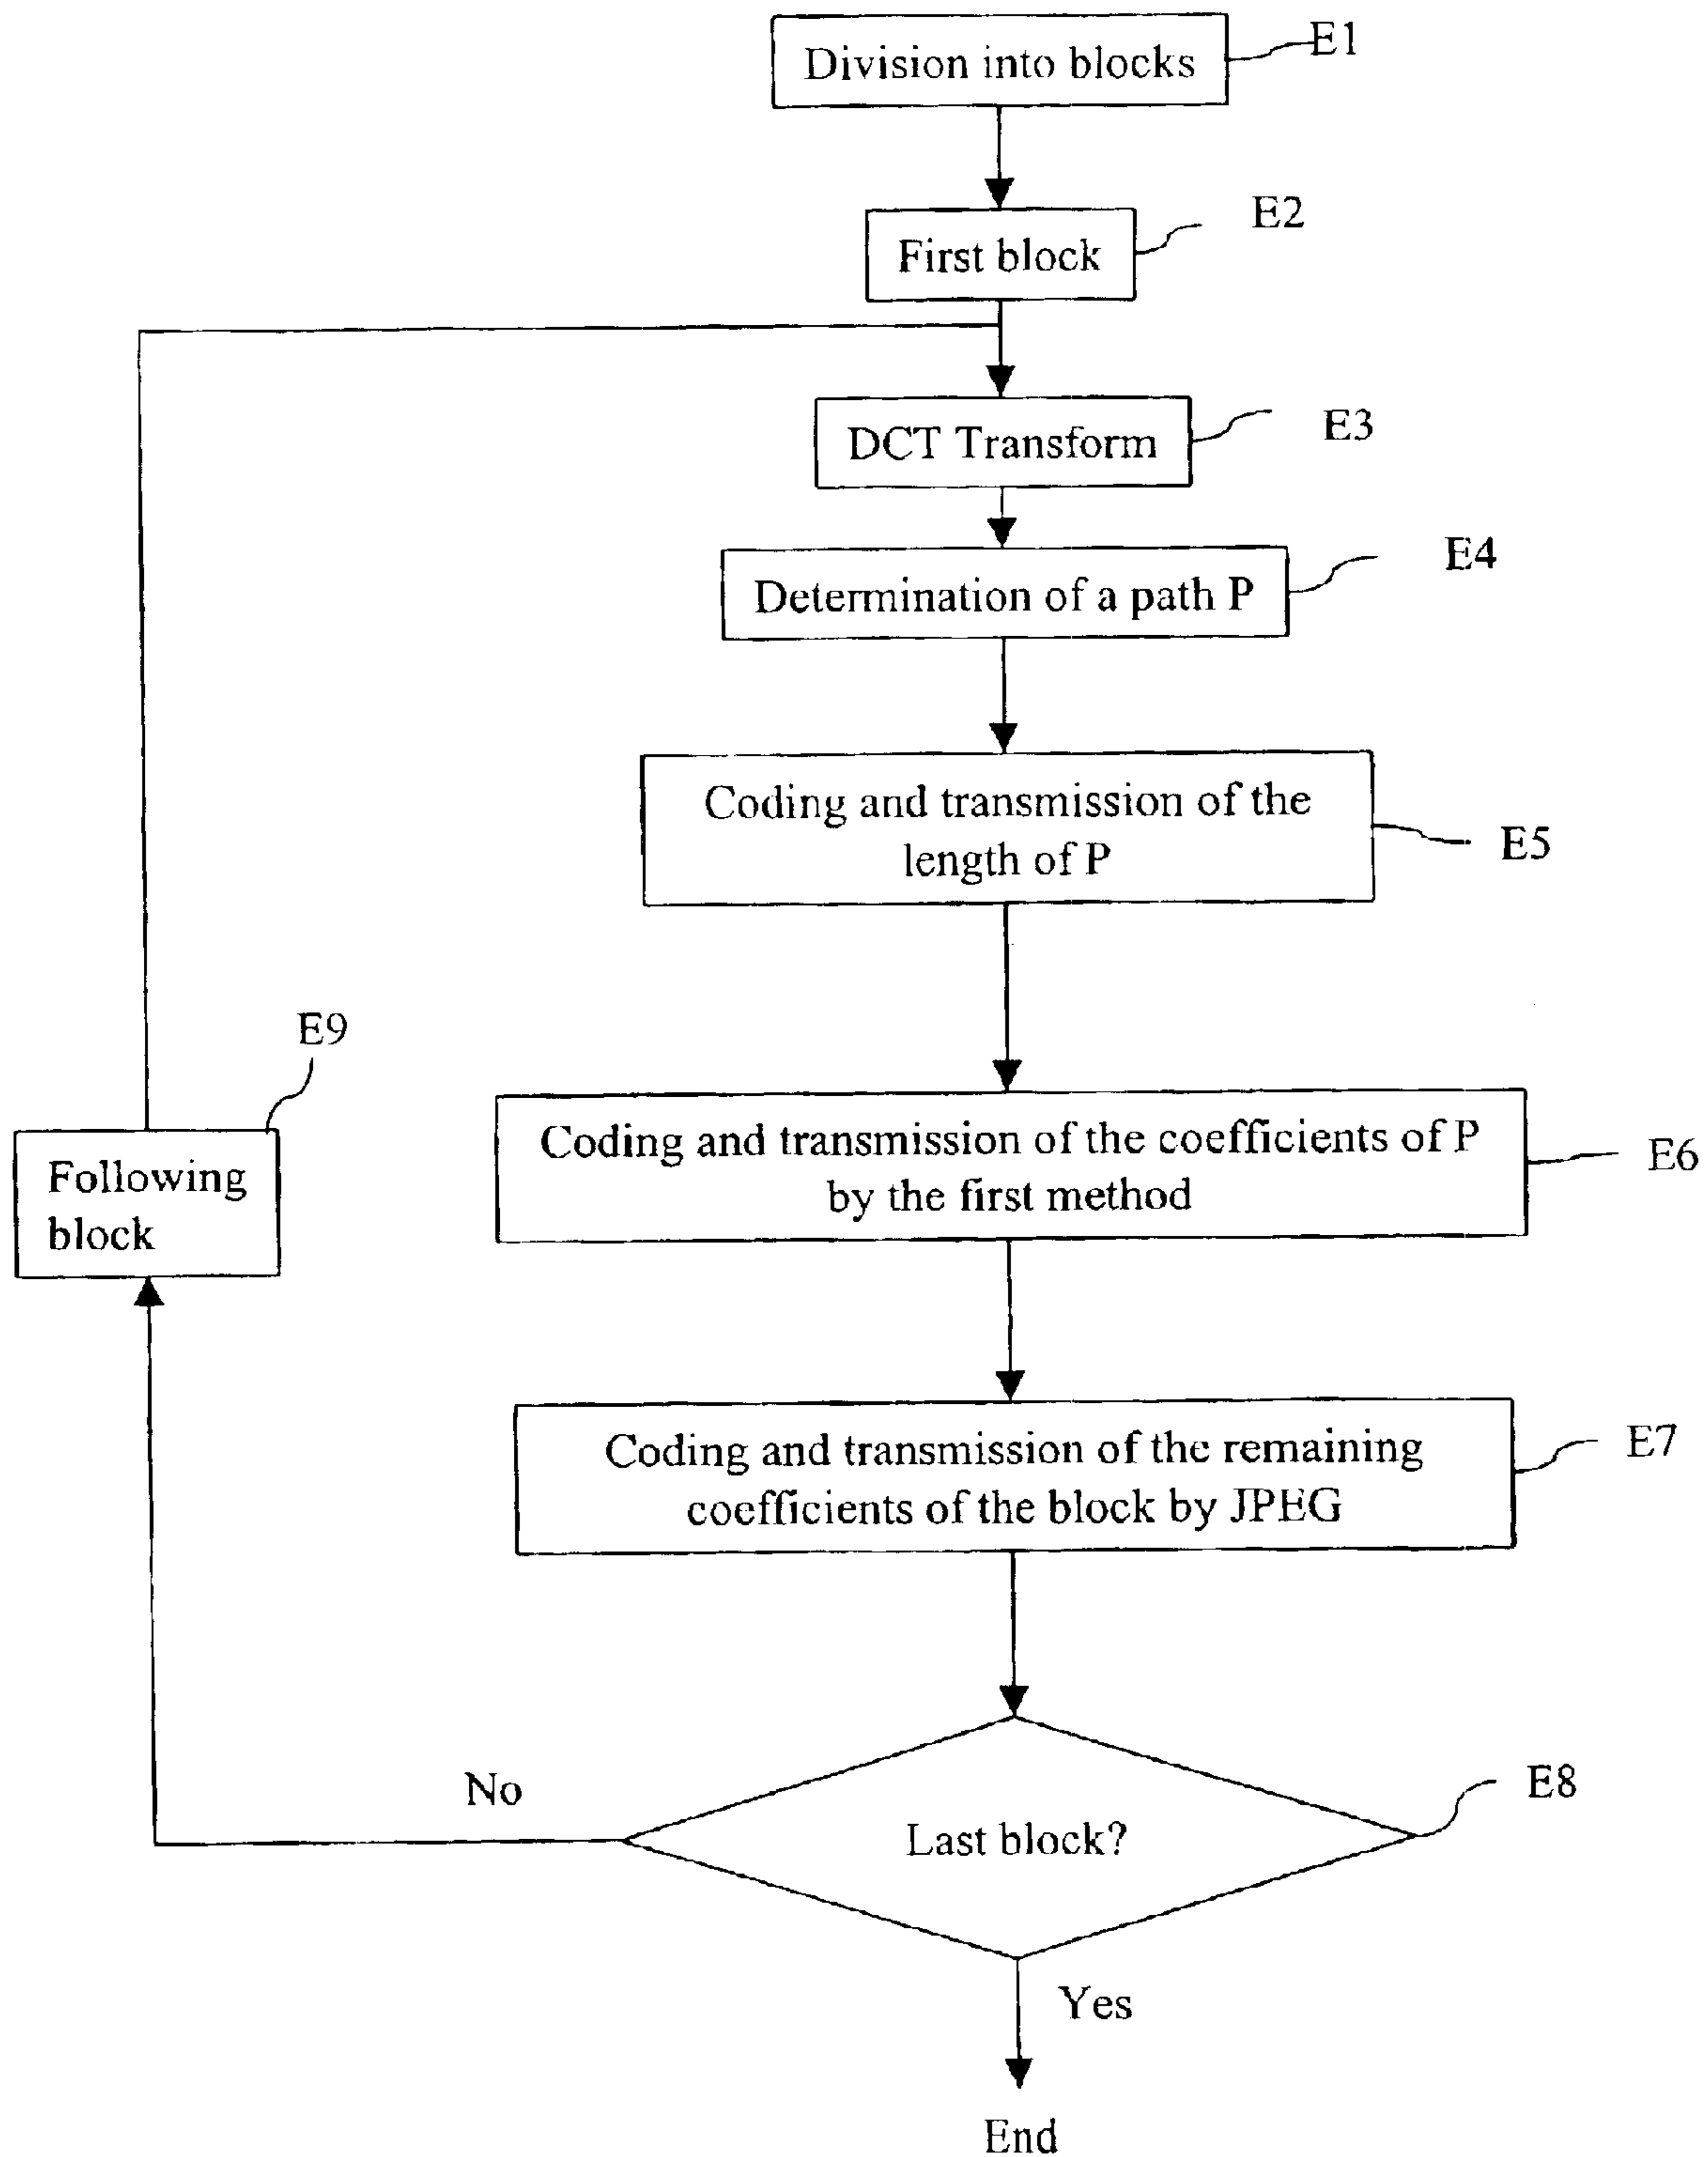 Division into blocks
E1
First block
E2
DCT Transform
E3
Determination of a path P
E4
Coding and transmission of the
length of P
E5
E9
Following
block
Coding and transmission of the coefficients of P
by the first method
E6
Coding and transmission of the remaining
coefficients of the block by JPEG
E7
No
Last block?
E8
Yes
End